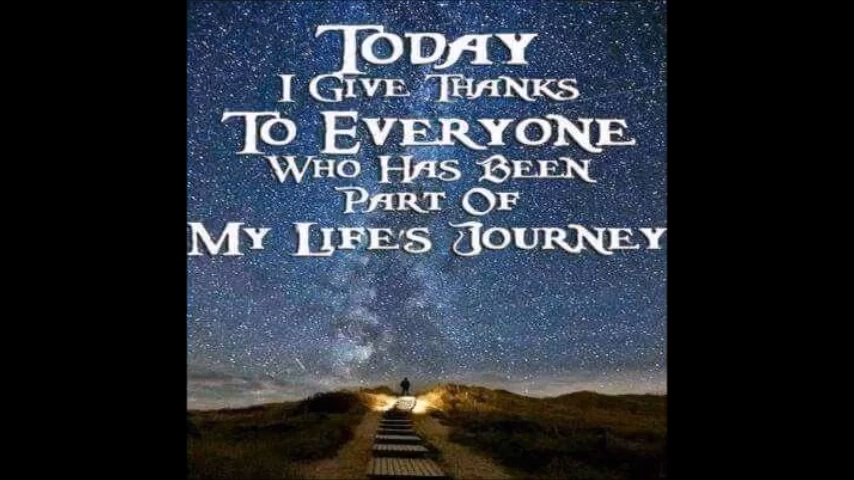 Today
I Give Thanks
To Everyone
Who Has Been
Part Of
My Life's Journey